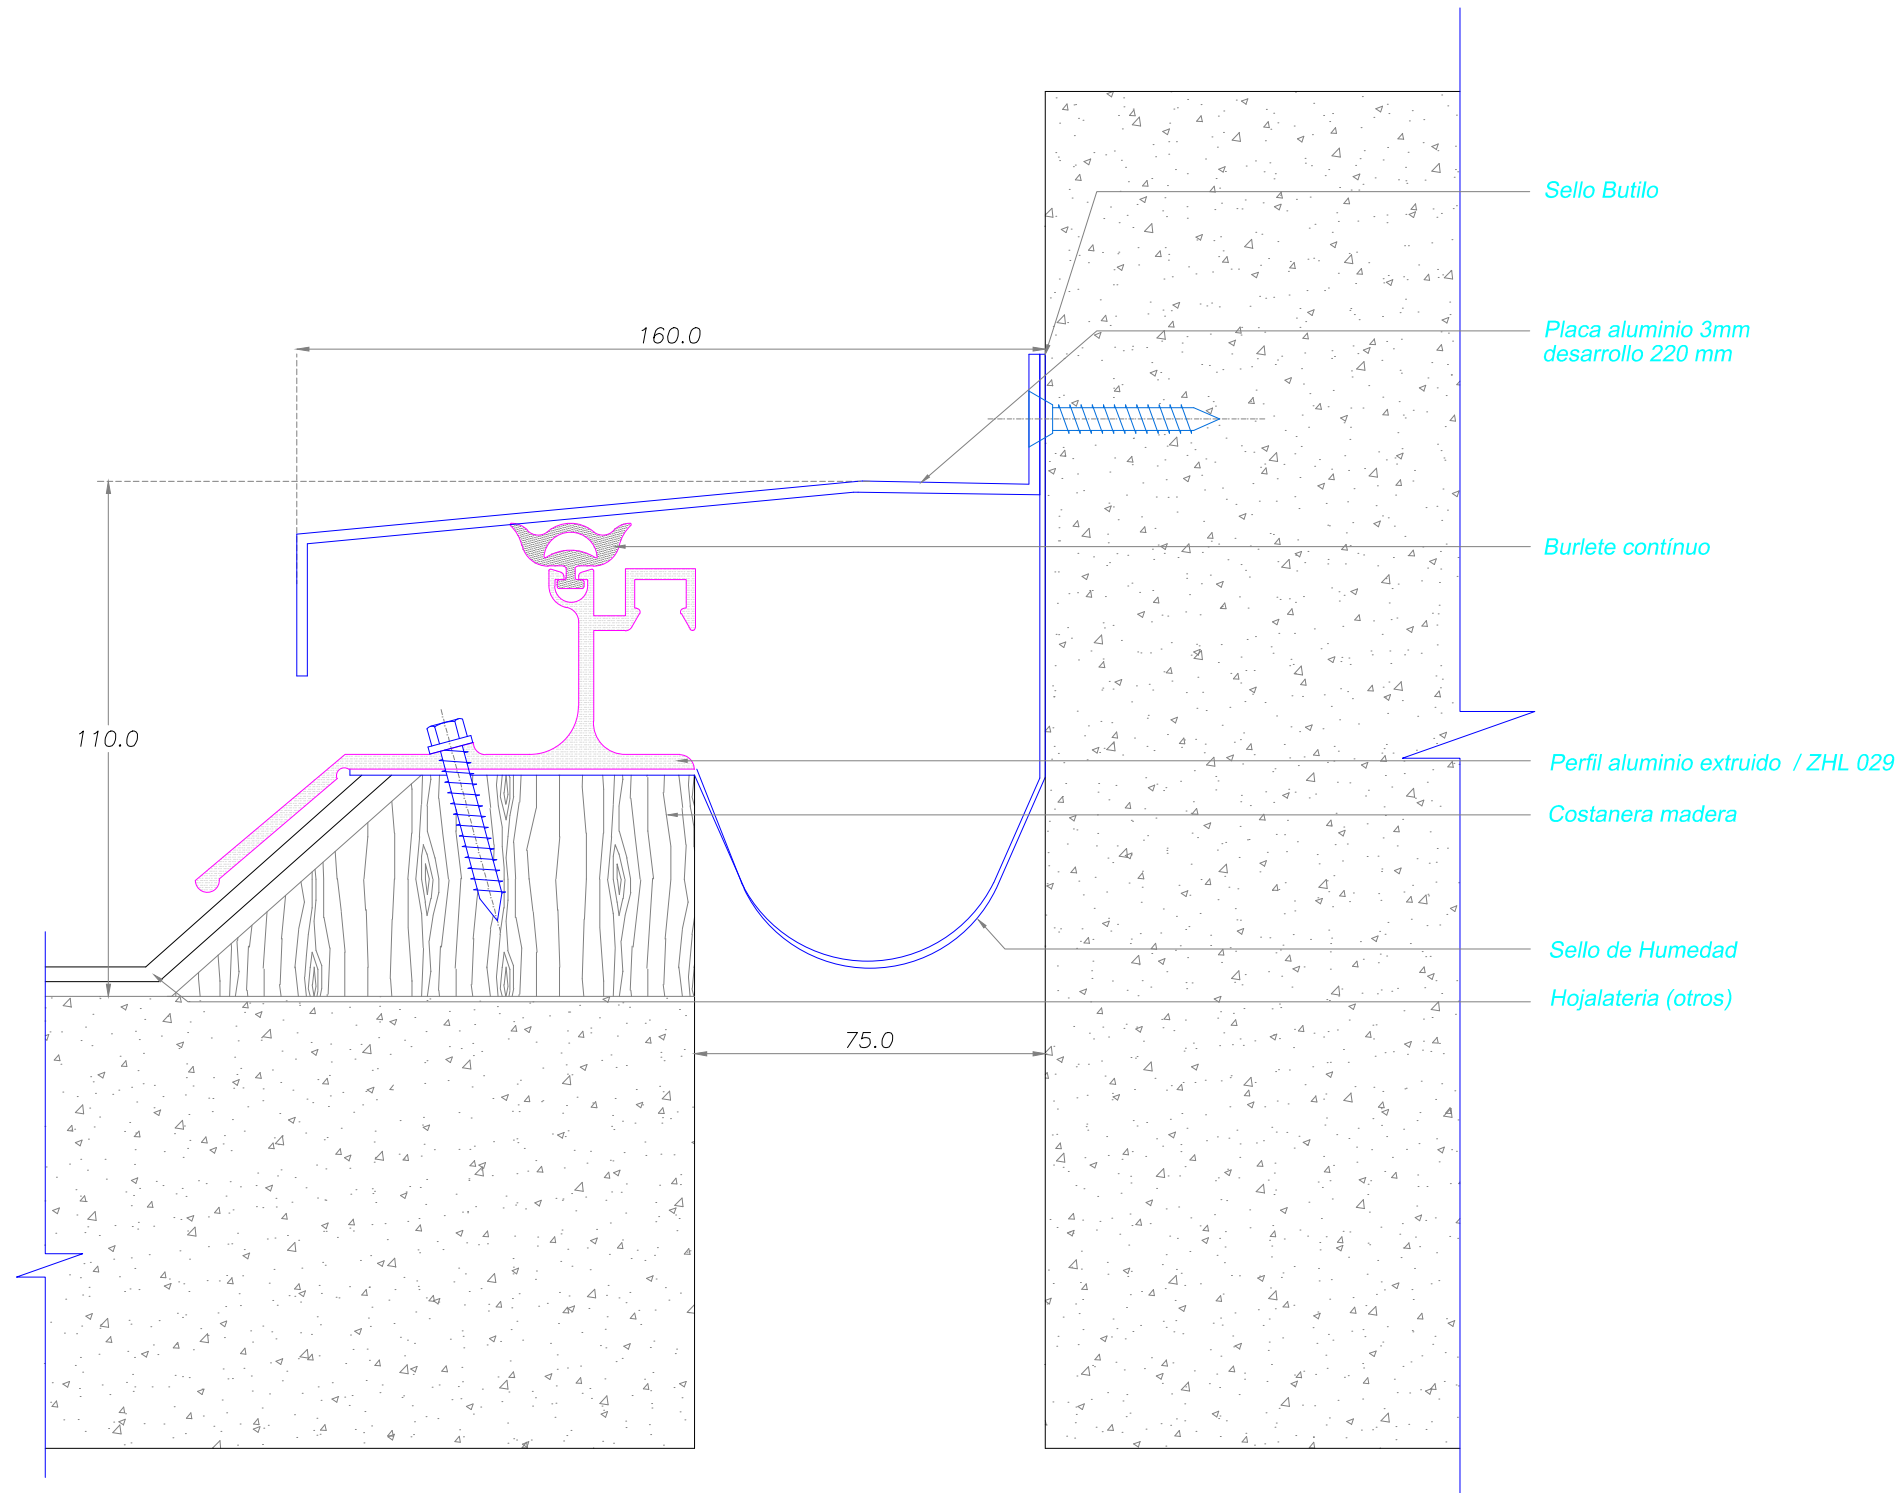 Sello Butilo
160.0
Placa aluminio 3mm
desarrollo 220 mm
Burlete contínuo
110.0
Perfil aluminio extruido / ZHL 029
Costanera madera
Sello de Humedad
Hojalateria (otros)
75.0